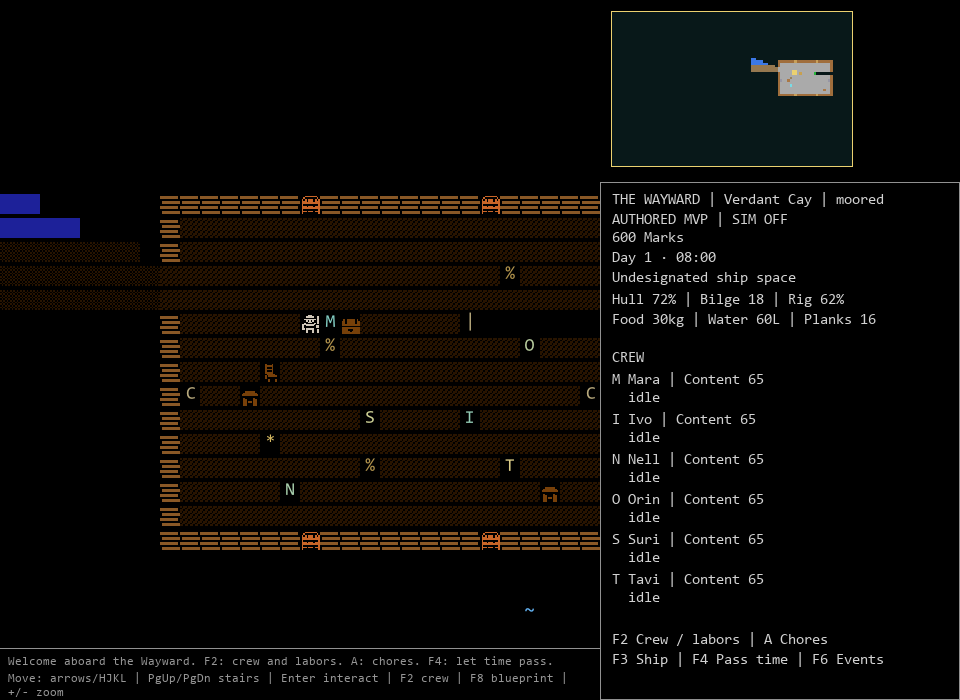 THE WAYWARD | Verdant Cay | moored
AUTHORED MVP | SIM OFF
600 Marks
Day 1 · 08:00
Undesignated ship space
Hull 72% | Bilge 18 | Rig 62%
Food 30kg | Water 60L | Planks 16
CREW
M Mara | Content 65
idle
I Ivo | Content 65
idle
N Nell | Content 65
idle
O Orin | Content 65
idle
S Suri | Content 65
idle
T Tavi | Content 65
idle
F2 Crew / labors | A Chores
F3 Ship | F4 Pass time | F6 Events
%
M |
% O
C C
S I
*
% T
N
~
Welcome aboard the Wayward. F2: crew and labors. A: chores. F4: let time pass.
Move: arrows/HJKL | PgUp/PgDn stairs | Enter interact | F2 crew | F8 blueprint |
+/- zoom